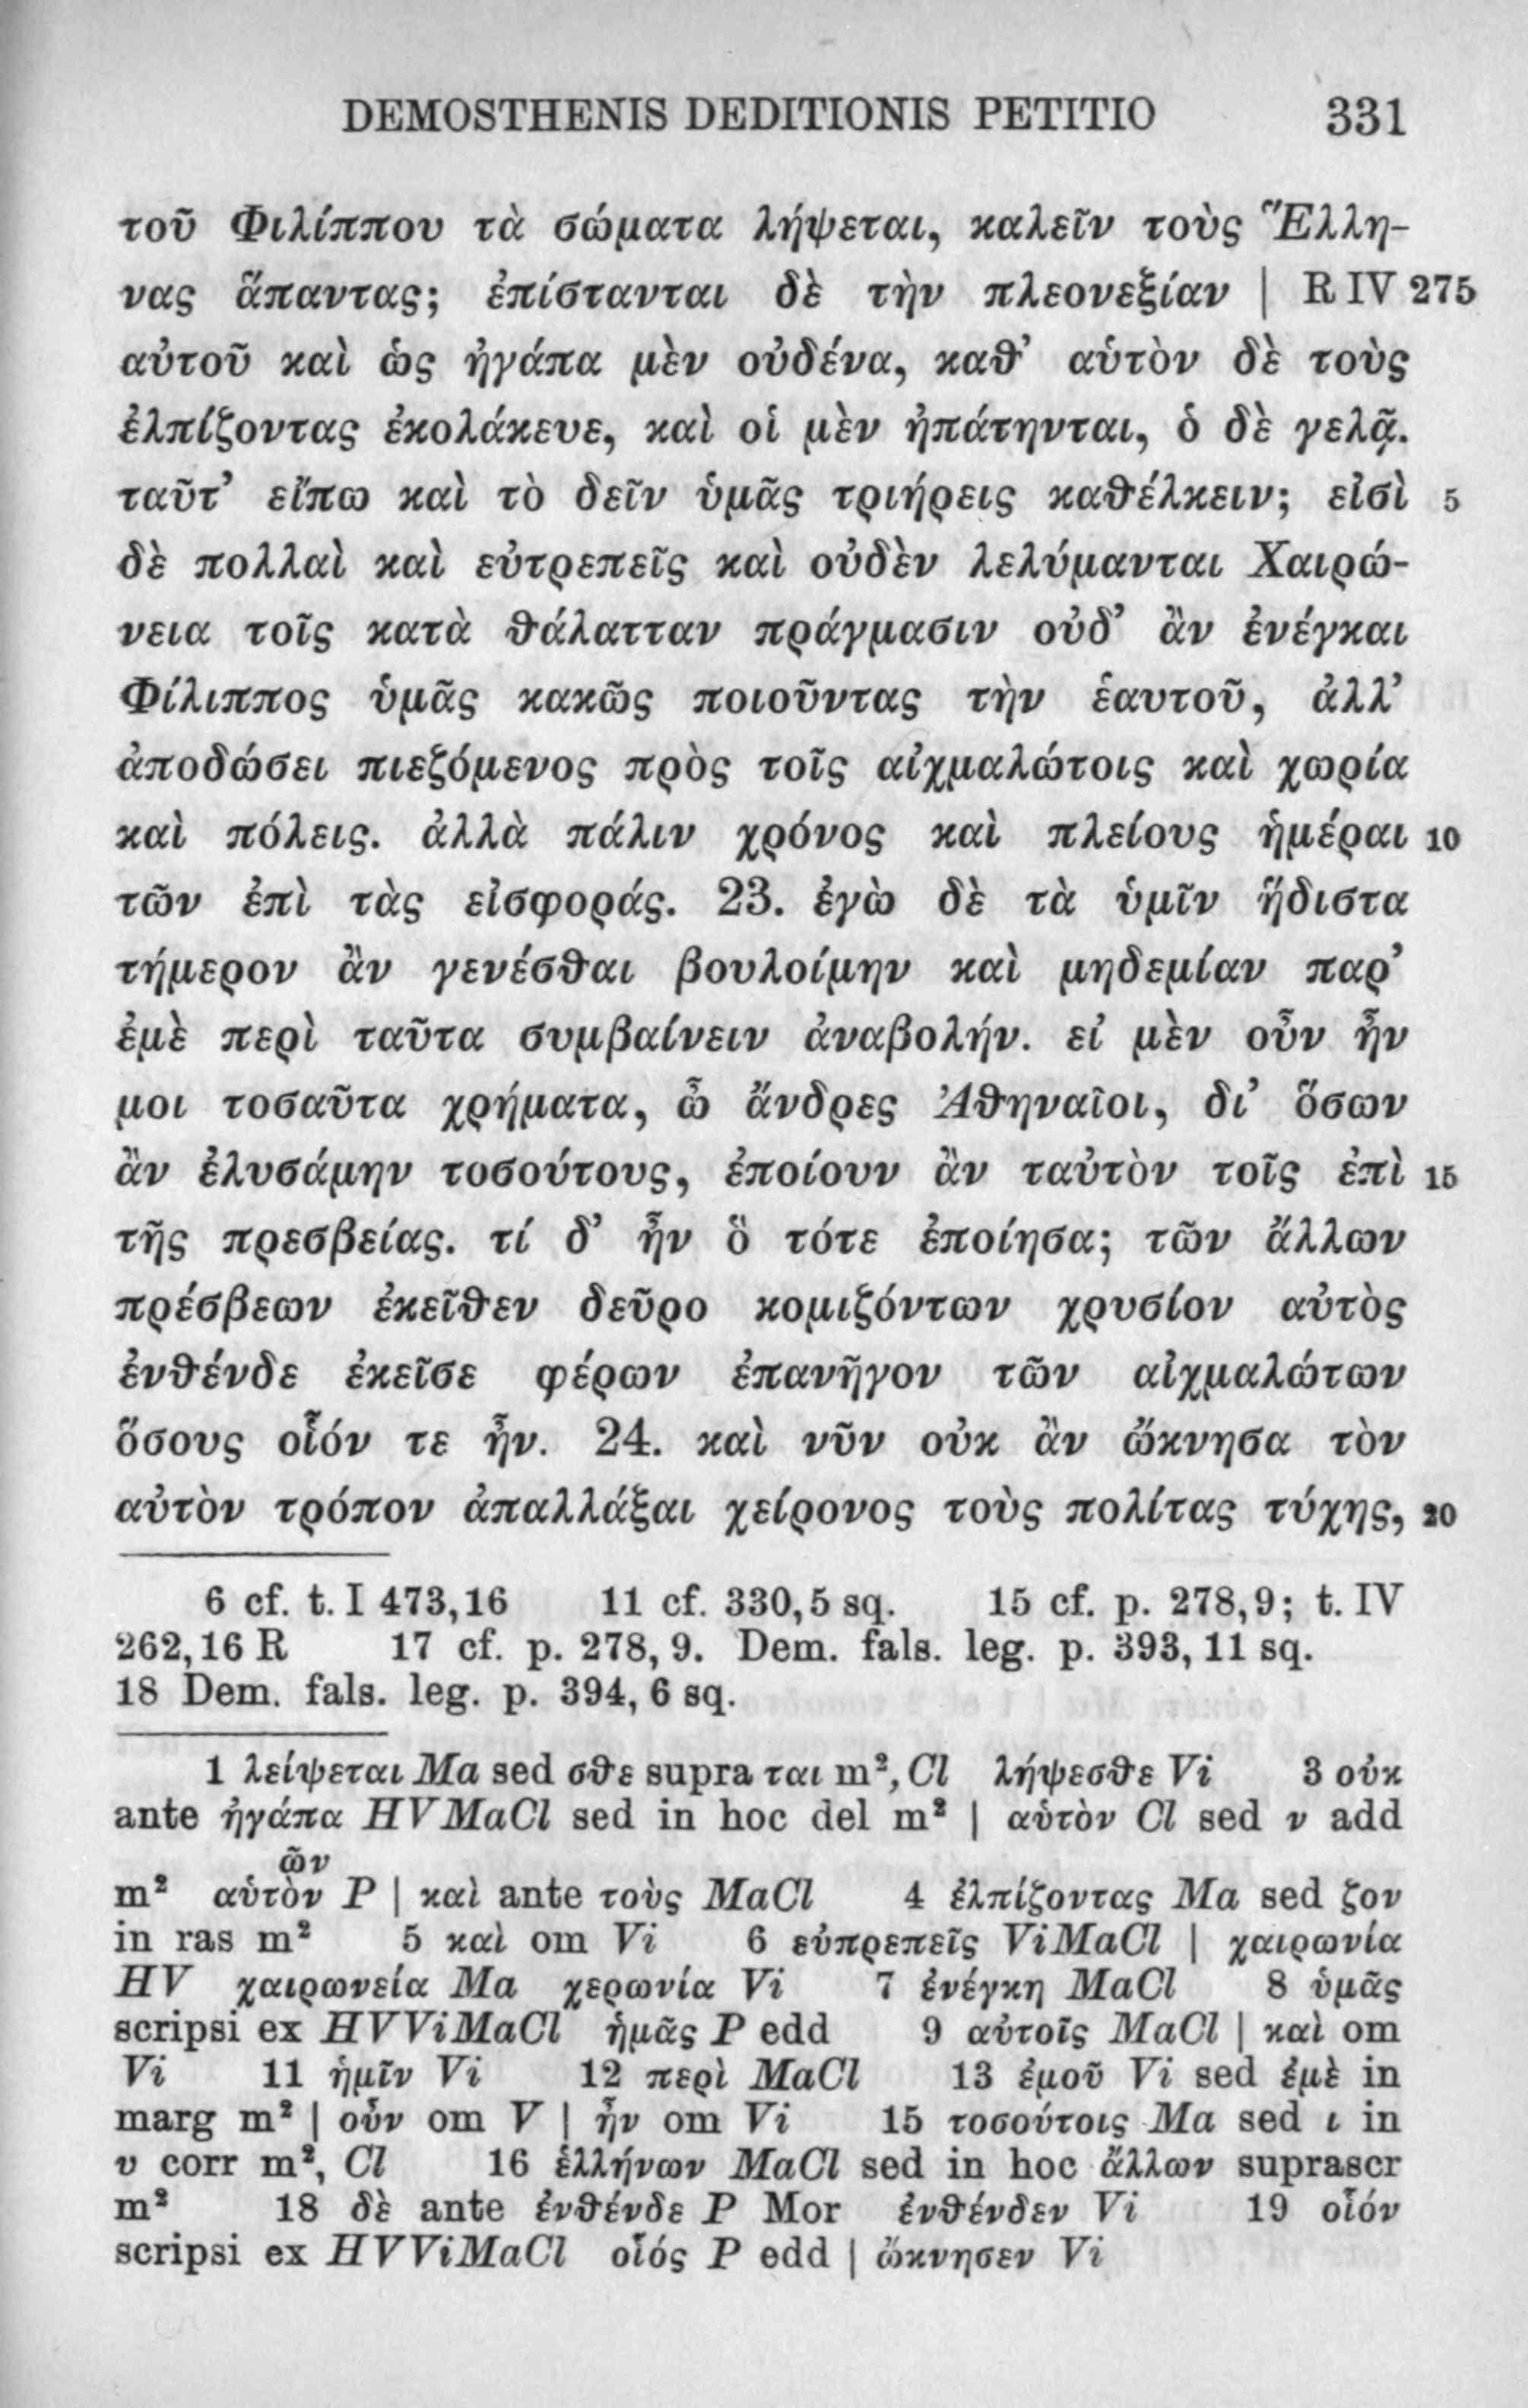 DEMOSTHENIS DEDITIONIS PETITIO 331
τοῦ Φιλίππου τὰ σώματα λήψεται, καλεῖν τοὺς Ἕλλη-
νας ἅπαντας; ἐπίστανται δὲ τὴν πλεονεξίαν | R IV 275
αὐτοῦ καὶ ὡς ἠγάπα μὲν οὐδένα, καθ’ αὑτὸν δὲ τοὺς
ἐλπίζοντας ἐκολάκευε, καὶ οἱ μὲν ἠπάτηνται, ὁ δὲ γελᾷ.
ταῦτ’ εἴπω καὶ τὸ δεῖν ὑμᾶς τριήρεις καθέλκειν; εἰσὶ 5
δὲ πολλαὶ καὶ εὐτρεπεῖς καὶ οὐδὲν λελύμανται Χαιρώ-
νεια τοῖς κατὰ θάλατταν πράγμασιν οὐδ’ ἂν ἐνέγκαι
Φίλιππος ὑμᾶς κακῶς ποιοῦντας τὴν ἑαυτοῦ, ἀλλ’
ἀποδώσει πιεζόμενος πρὸς τοῖς αἰχμαλώτοις καὶ χωρία
καὶ πόλεις. ἀλλὰ πάλιν χρόνος καὶ πλείους ἡμέραι 10
τῶν ἐπὶ τὰς εἰσφοράς. 23. ἐγὼ δὲ τὰ ὑμῖν ἥδιστα
τήμερον ἂν γενέσθαι βουλοίμην καὶ μηδεμίαν παρ’
ἐμὲ περὶ ταῦτα συμβαίνειν ἀναβολήν. εἰ μὲν οὖν ἦν
μοι τοσαῦτα χρήματα, ὦ ἄνδρες Ἀθηναῖοι, δι’ ὅσων
ἂν ἐλυσάμην τοσούτους, ἐποίουν ἂν ταὐτὸν τοῖς ἐπὶ 15
τῆς πρεσβείας. τί δ’ ἦν ὃ τότε ἐποίησα; τῶν ἄλλων
πρέσβεων ἐκεῖθεν δεῦρο κομιζόντων χρυσίον αὐτὸς
ἐνθένδε ἐκεῖσε φέρων ἐπανῆγον τῶν αἰχμαλώτων
ὅσους οἷόν τε ἦν. 24. καὶ νῦν οὐκ ἂν ὤκνησα τὸν
αὐτὸν τρόπον ἀπαλλάξαι χείρονος τοὺς πολίτας τύχης, 20
6 cf. t. I 473,16 11 cf. 330,5 sq. 15 cf. p. 278,9; t. IV
262,16 R 17 cf. p. 278, 9. Dem. fals. leg. p. 393, 11 sq.
18 Dem. fals. leg. p. 394, 6 sq.
1 λείψεται Ma sed σθε supra ται m², Cl λήψεσθε Vi 3 οὐκ
ante ἠγάπα HVMaCl sed in hoc del m² | αὑτὸν Cl sed ν add
ῶν
m² αὑτὸν P | καὶ ante τοὺς MaCl 4 ἐλπίζοντας Ma sed ζον
in ras m² 5 καὶ om Vi 6 εὐπρεπεῖς ViMaCl | χαιρωνία
HV χαιρωνεία Ma χερωνία Vi 7 ἐνέγκη MaCl 8 ὑμᾶς
scripsi ex HVViMaCl ἡμᾶς P edd 9 αὐτοῖς MaCl | καὶ om
Vi 11 ἡμῖν Vi 12 περὶ MaCl 13 ἐμοῦ Vi sed ἐμὲ in
marg m² | οὖν om V | ἦν om Vi 15 τοσούτοις Ma sed ι in
υ corr m², Cl 16 ἑλλήνων MaCl sed in hoc ἄλλων suprascr
m² 18 δὲ ante ἐνθένδε P Mor ἐνθένδεν Vi 19 οἷόν
scripsi ex HVViMaCl οἷός P edd | ὤκνησεν Vi